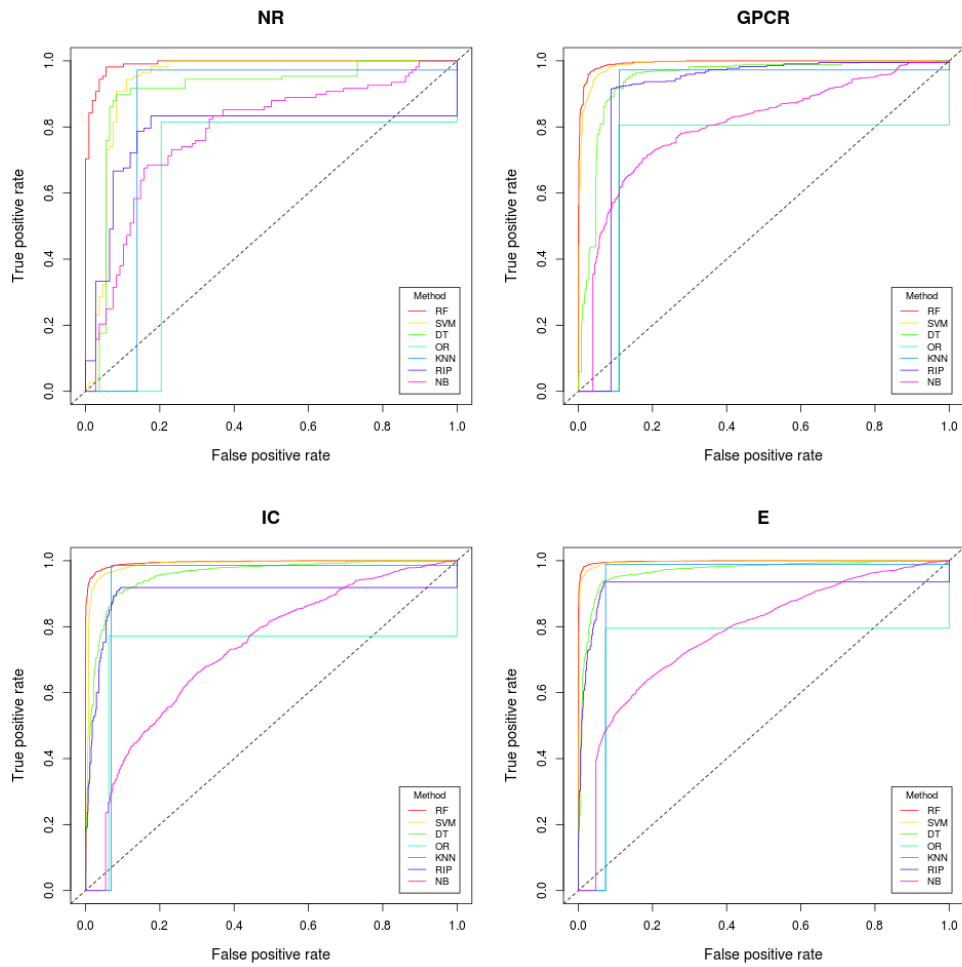 NR
True positive rate
1.0
0.8
0.6
0.4
0.2
0.0
Method
RF
SVM
DT
OR
KNN
RIP
NB
0.0 0.2 0.4 0.6 0.8 1.0
False positive rate
GPCR
True positive rate
1.0
0.8
0.6
0.4
0.2
0.0
Method
RF
SVM
DT
OR
KNN
RIP
NB
0.0 0.2 0.4 0.6 0.8 1.0
False positive rate
IC
True positive rate
1.0
0.8
0.6
0.4
0.2
0.0
Method
RF
SVM
DT
OR
KNN
RIP
NB
0.0 0.2 0.4 0.6 0.8 1.0
False positive rate
E
True positive rate
1.0
0.8
0.6
0.4
0.2
0.0
Method
RF
SVM
DT
OR
KNN
RIP
NB
0.0 0.2 0.4 0.6 0.8 1.0
False positive rate